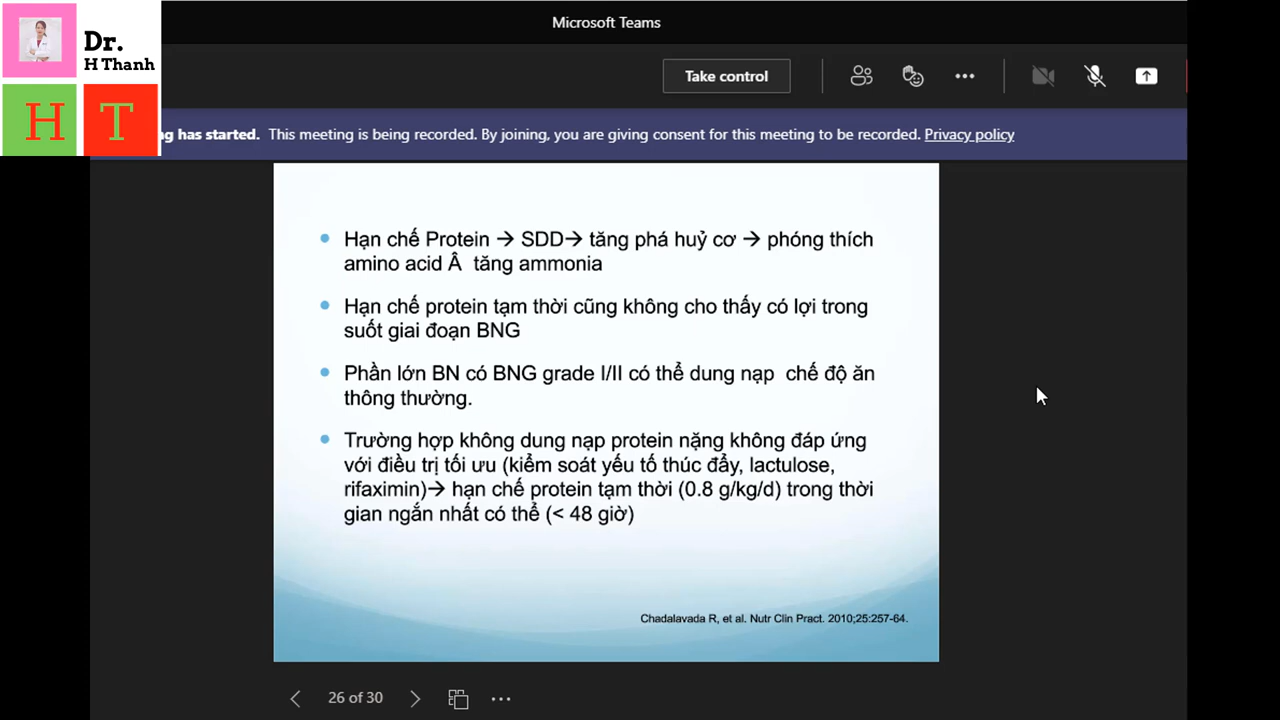 Microsoft Teams
Dr.
H Thanh
H T
Take control
g has started. This meeting is being recorded. By joining, you are giving consent for this meeting to be recorded. Privacy policy
• Hạn chế Protein → SDD→ tăng phá huỷ cơ → phóng thích
amino acid Â tăng ammonia
• Hạn chế protein tạm thời cũng không cho thấy có lợi trong
suốt giai đoạn BNG
• Phần lớn BN có BNG grade I/II có thể dung nạp chế độ ăn
thông thường.
• Trường hợp không dung nạp protein nặng không đáp ứng
với điều trị tối ưu (kiểm soát yếu tố thúc đẩy, lactulose,
rifaximin)→ hạn chế protein tạm thời (0.8 g/kg/d) trong thời
gian ngắn nhất có thể (< 48 giờ)
Chadalavada R, et al. Nutr Clin Pract. 2010;25:257-64.
26 of 30